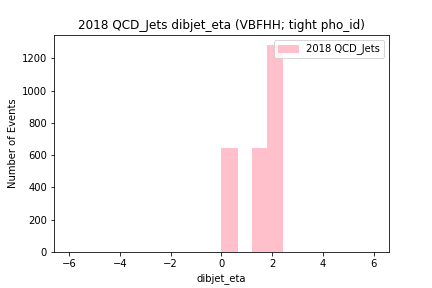 2018 QCD_Jets dibjet_eta (VBFHH; tight pho_id)
2018 QCD_Jets
Number of Events
1200
1000
800
600
400
200
0
−6 −4 −2 0 2 4 6
dibjet_eta